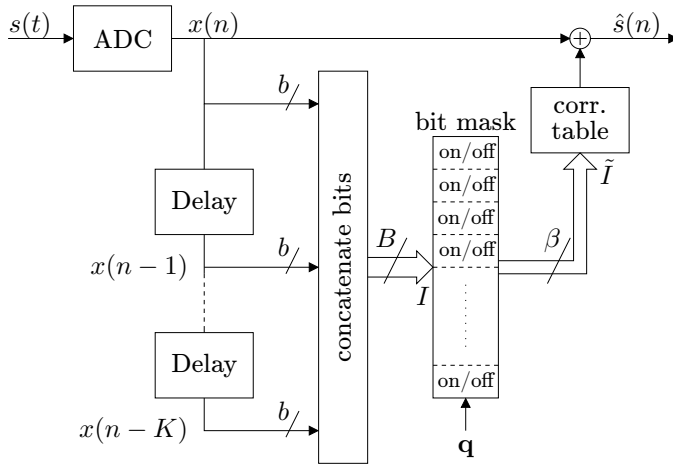 s(t)
ADC
x(n)
ŝ(n)
b
corr.
table
bit mask
on/off
on/off
on/off
on/off
on/off
Delay
concatenate bits
Ĩ
x(n − 1)
b
B
I
β
Delay
x(n − K)
b
q